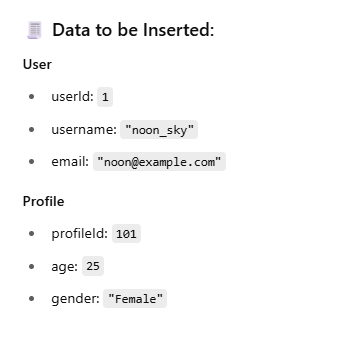 Data to be Inserted:
User
• userId: 1
• username: "noon_sky"
• email: "noon@example.com"
Profile
• profileId: 101
• age: 25
• gender: "Female"